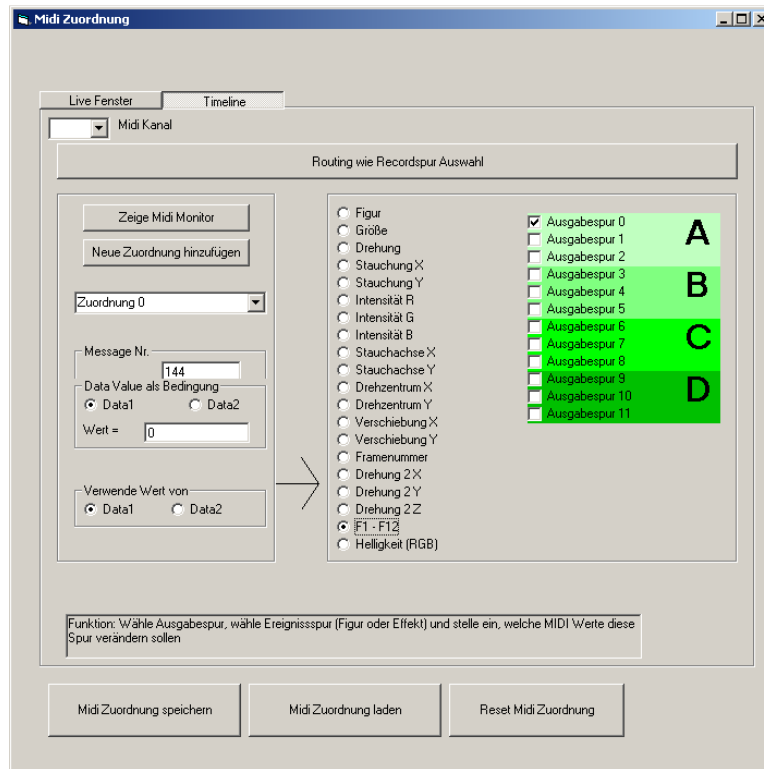 Midi Zuordnung
Live Fenster
Timeline
Midi Kanal
Routing wie Recordspur Auswahl
Zeige Midi Monitor
Neue Zuordnung hinzufügen
Zuordnung 0
Message Nr.
144
Data Value als Bedingung
Data1
Data2
Wert =
0
Verwende Wert von
Data1
Data2
Figur
Größe
Drehung
Stauchung X
Stauchung Y
Intensität R
Intensität G
Intensität B
Stauchachse X
Stauchachse Y
Drehzentrum X
Drehzentrum Y
Verschiebung X
Verschiebung Y
Framenummer
Drehung 2 X
Drehung 2 Y
Drehung 2 Z
F1 - F12
Helligkeit (RGB)
Ausgabespur 0
Ausgabespur 1
Ausgabespur 2
A
Ausgabespur 3
Ausgabespur 4
Ausgabespur 5
B
Ausgabespur 6
Ausgabespur 7
Ausgabespur 8
C
Ausgabespur 9
Ausgabespur 10
Ausgabespur 11
D
Funktion: Wähle Ausgabespur, wähle Ereignissspur (Figur oder Effekt) und stelle ein, welche MIDI Werte diese
Spur verändern sollen
Midi Zuordnung speichern
Midi Zuordnung laden
Reset Midi Zuordnung